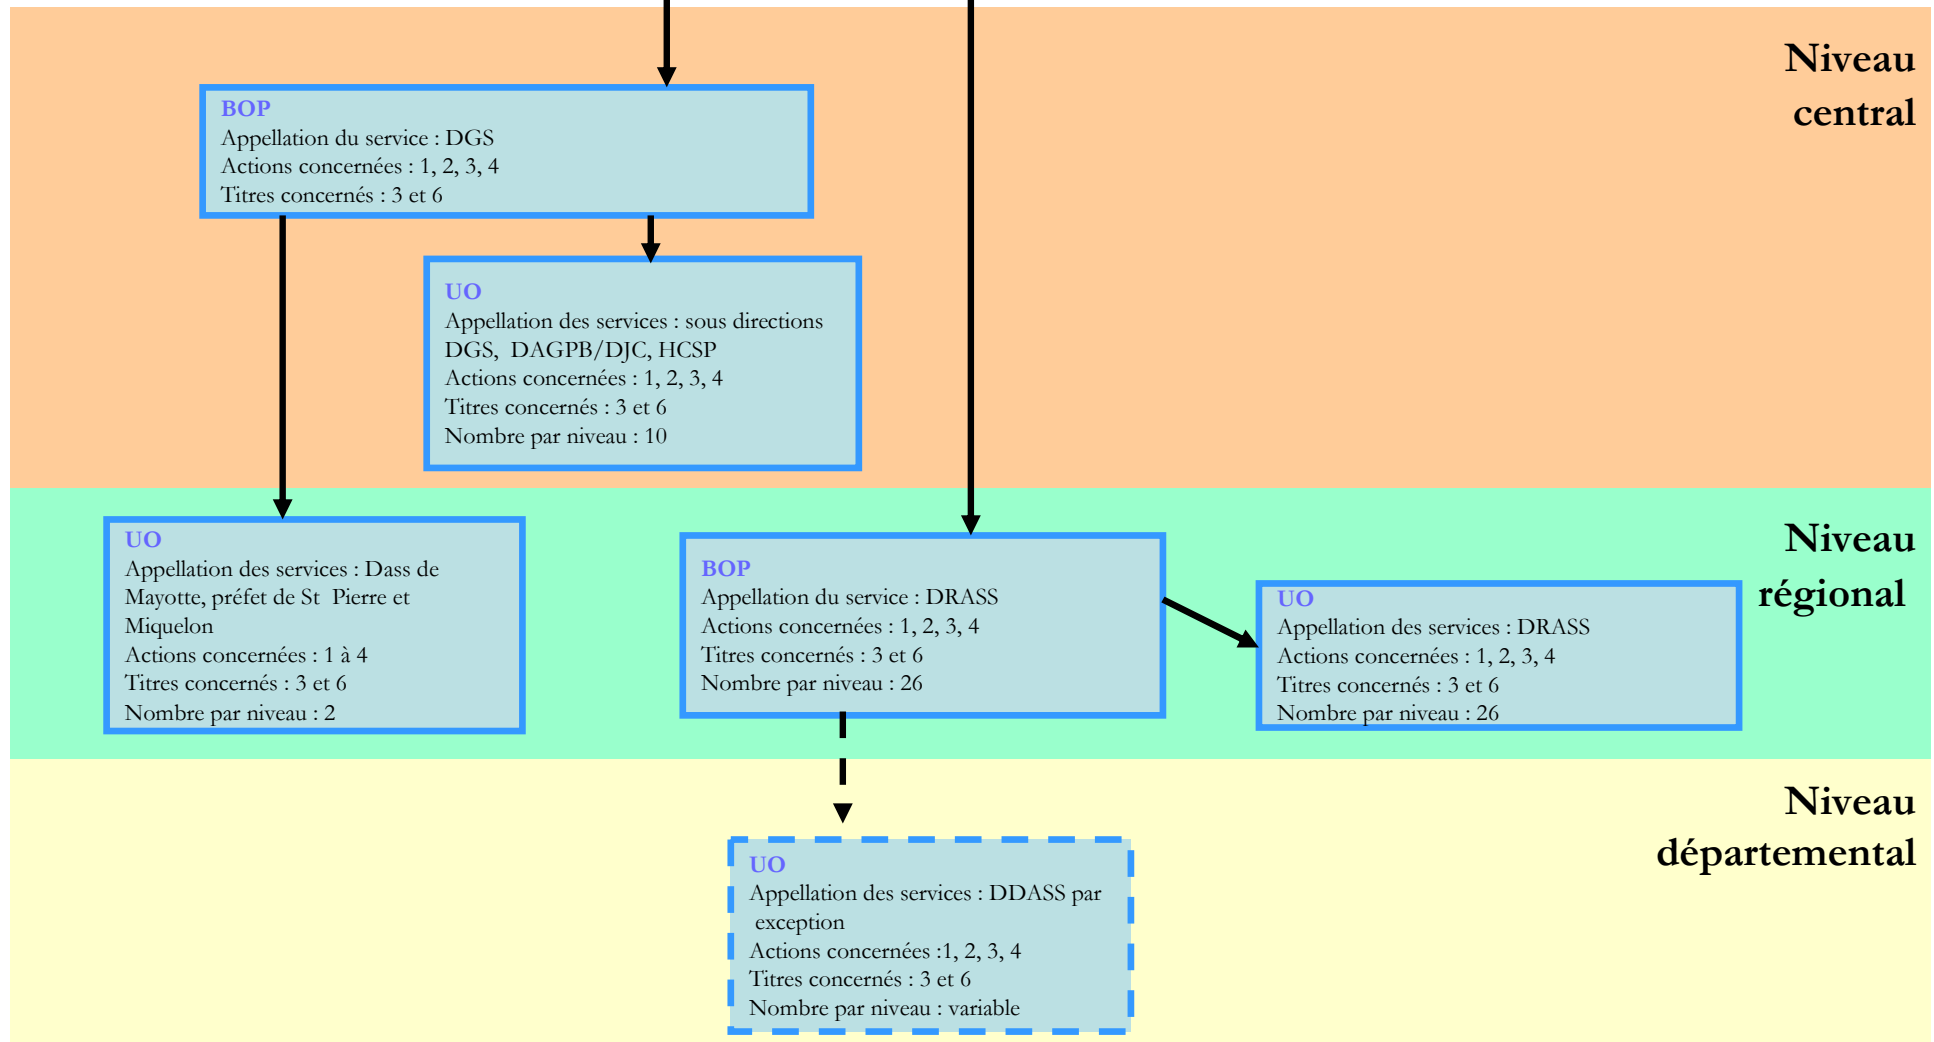 Niveau
central
BOP
Appellation du service : DGS
Actions concernées : 1, 2, 3, 4
Titres concernés : 3 et 6
UO
Appellation des services : sous directions
DGS, DAGPB/DJC, HCSP
Actions concernées : 1, 2, 3, 4
Titres concernés : 3 et 6
Nombre par niveau : 10
Niveau
régional
UO
Appellation des services : Dass de
Mayotte, préfet de St Pierre et
Miquelon
Actions concernées : 1 à 4
Titres concernés : 3 et 6
Nombre par niveau : 2
BOP
Appellation du service : DRASS
Actions concernées : 1, 2, 3, 4
Titres concernés : 3 et 6
Nombre par niveau : 26
UO
Appellation des services : DRASS
Actions concernées : 1, 2, 3, 4
Titres concernés : 3 et 6
Nombre par niveau : 26
Niveau
départemental
UO
Appellation des services : DDASS par
exception
Actions concernées :1, 2, 3, 4
Titres concernés : 3 et 6
Nombre par niveau : variable